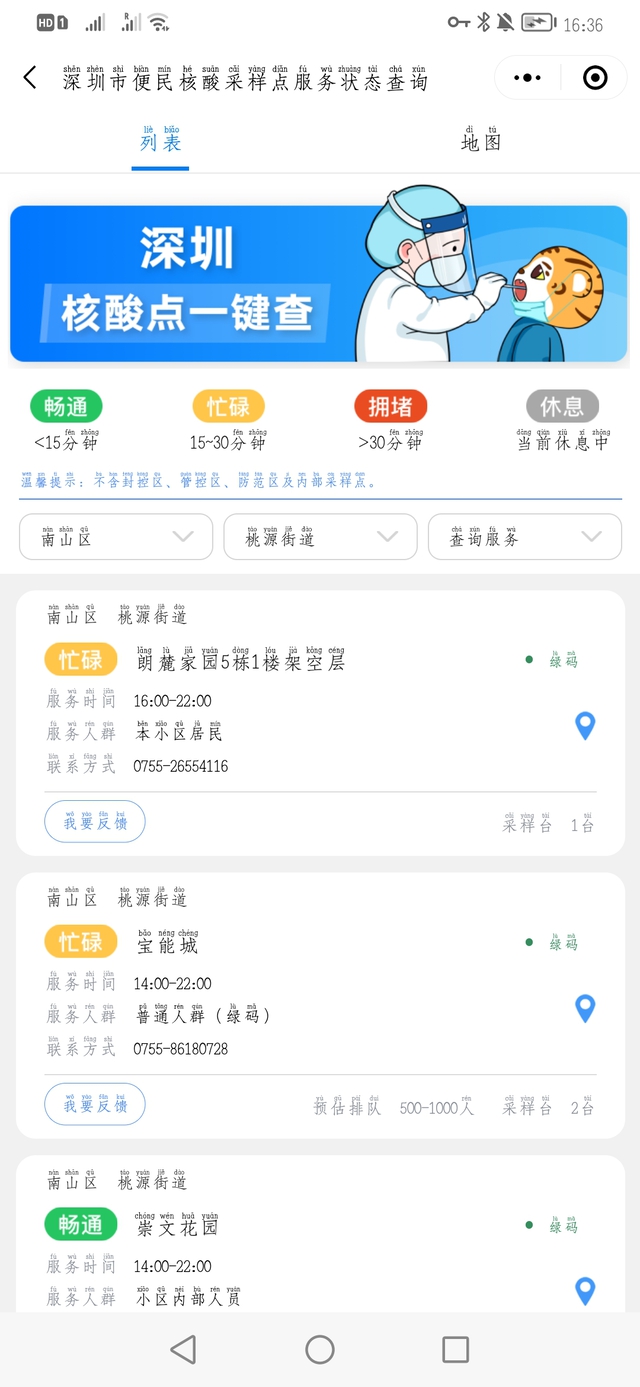 HD 1 R 16:36
深圳市便民核酸采样点服务状态查询
列表 地图
深圳
核酸点一键查
畅通 忙碌 拥堵 休息
<15分钟 15~30分钟 >30分钟 当前休息中
温馨提示：不含封控区、管控区、防范区及内部采样点。
南山区 桃源街道 查询服务
南山区 桃源街道
忙碌 朗麓家园5栋1楼架空层 绿码
服务时间 16:00-22:00
服务人群 本小区居民
联系方式 0755-26554116
我要反馈 采样台 1台
南山区 桃源街道
忙碌 宝能城 绿码
服务时间 14:00-22:00
服务人群 普通人群（绿码）
联系方式 0755-86180728
我要反馈 预估排队 500-1000人 采样台 2台
南山区 桃源街道
畅通 崇文花园 绿码
服务时间 14:00-22:00
服务人群 小区内部人员